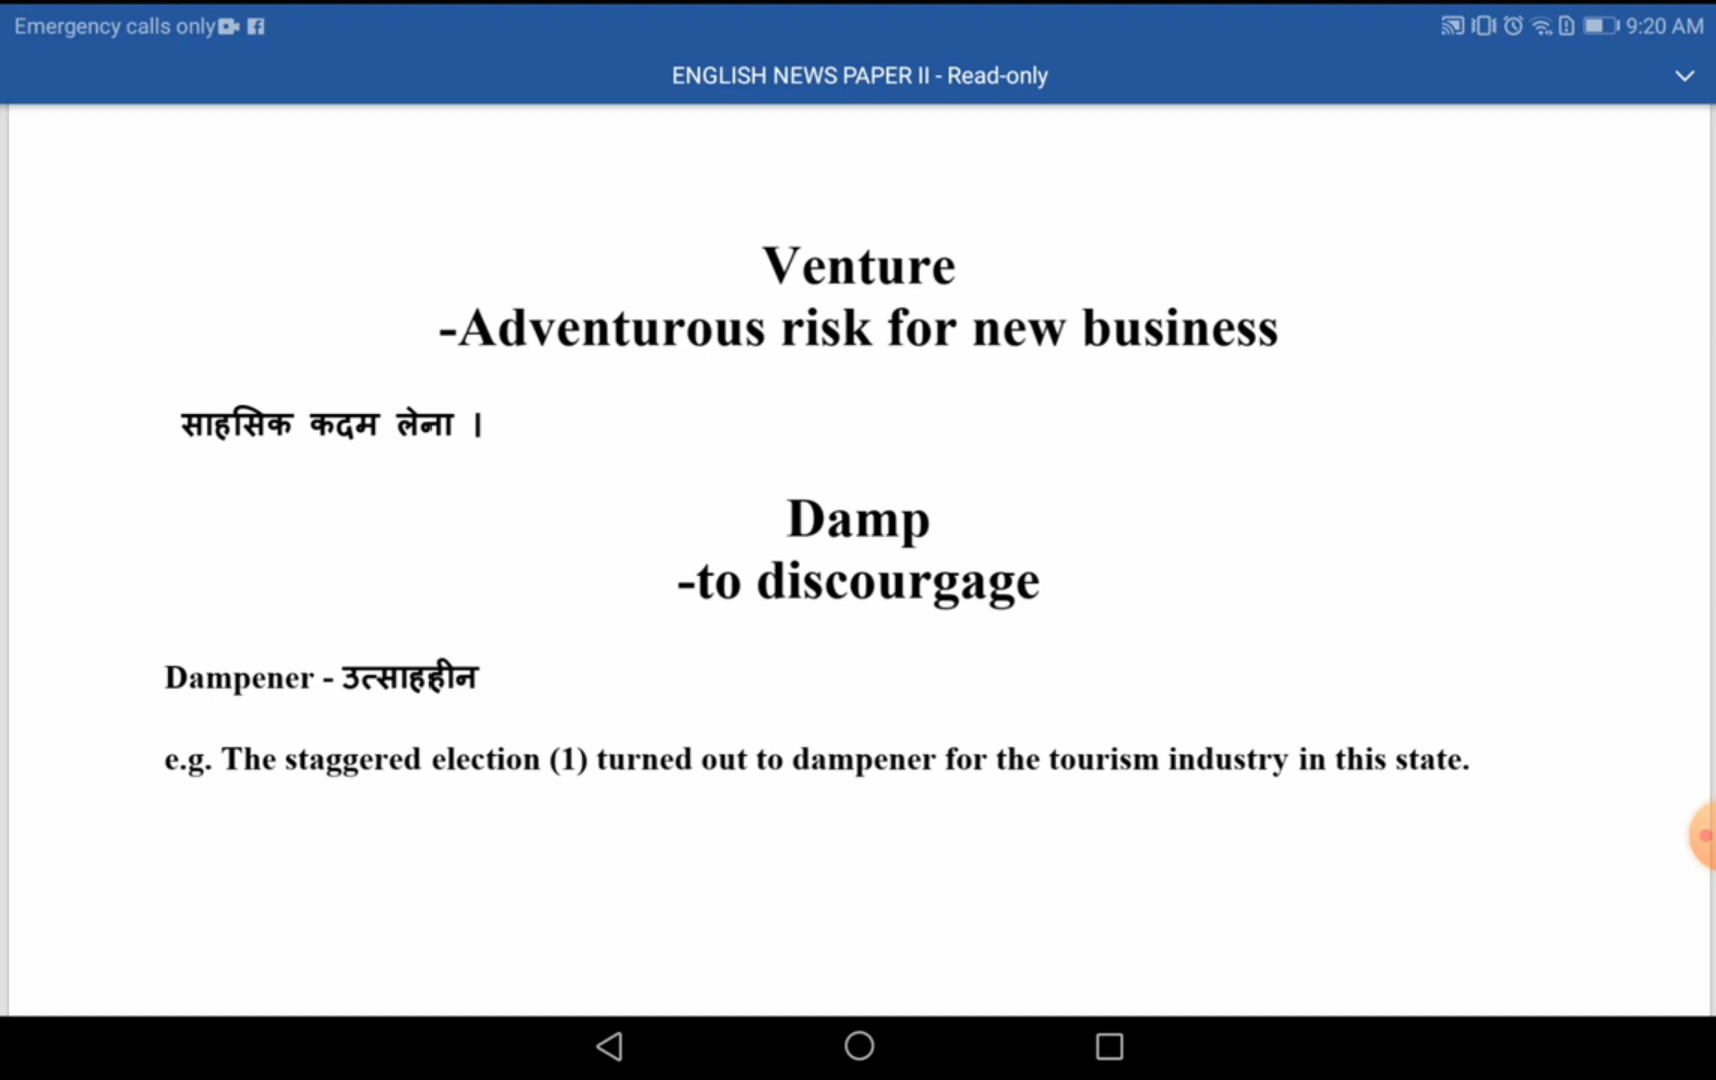 Emergency calls only
9:20 AM
ENGLISH NEWS PAPER II - Read-only
Venture
-Adventurous risk for new business
साहसिक कदम लेना ।
Damp
-to discourgage
Dampener - उत्साहहीन
e.g. The staggered election (1) turned out to dampener for the tourism industry in this state.